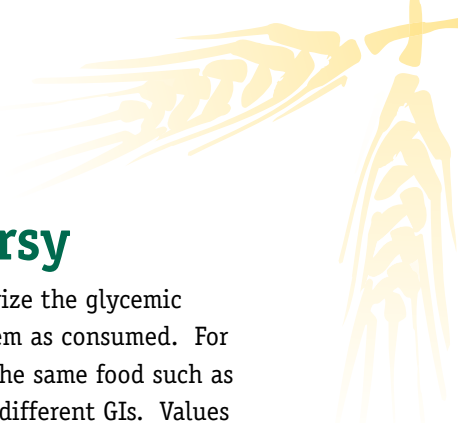 rsy
ize the glycemic
em as consumed. For
he same food such as
different GIs. Values